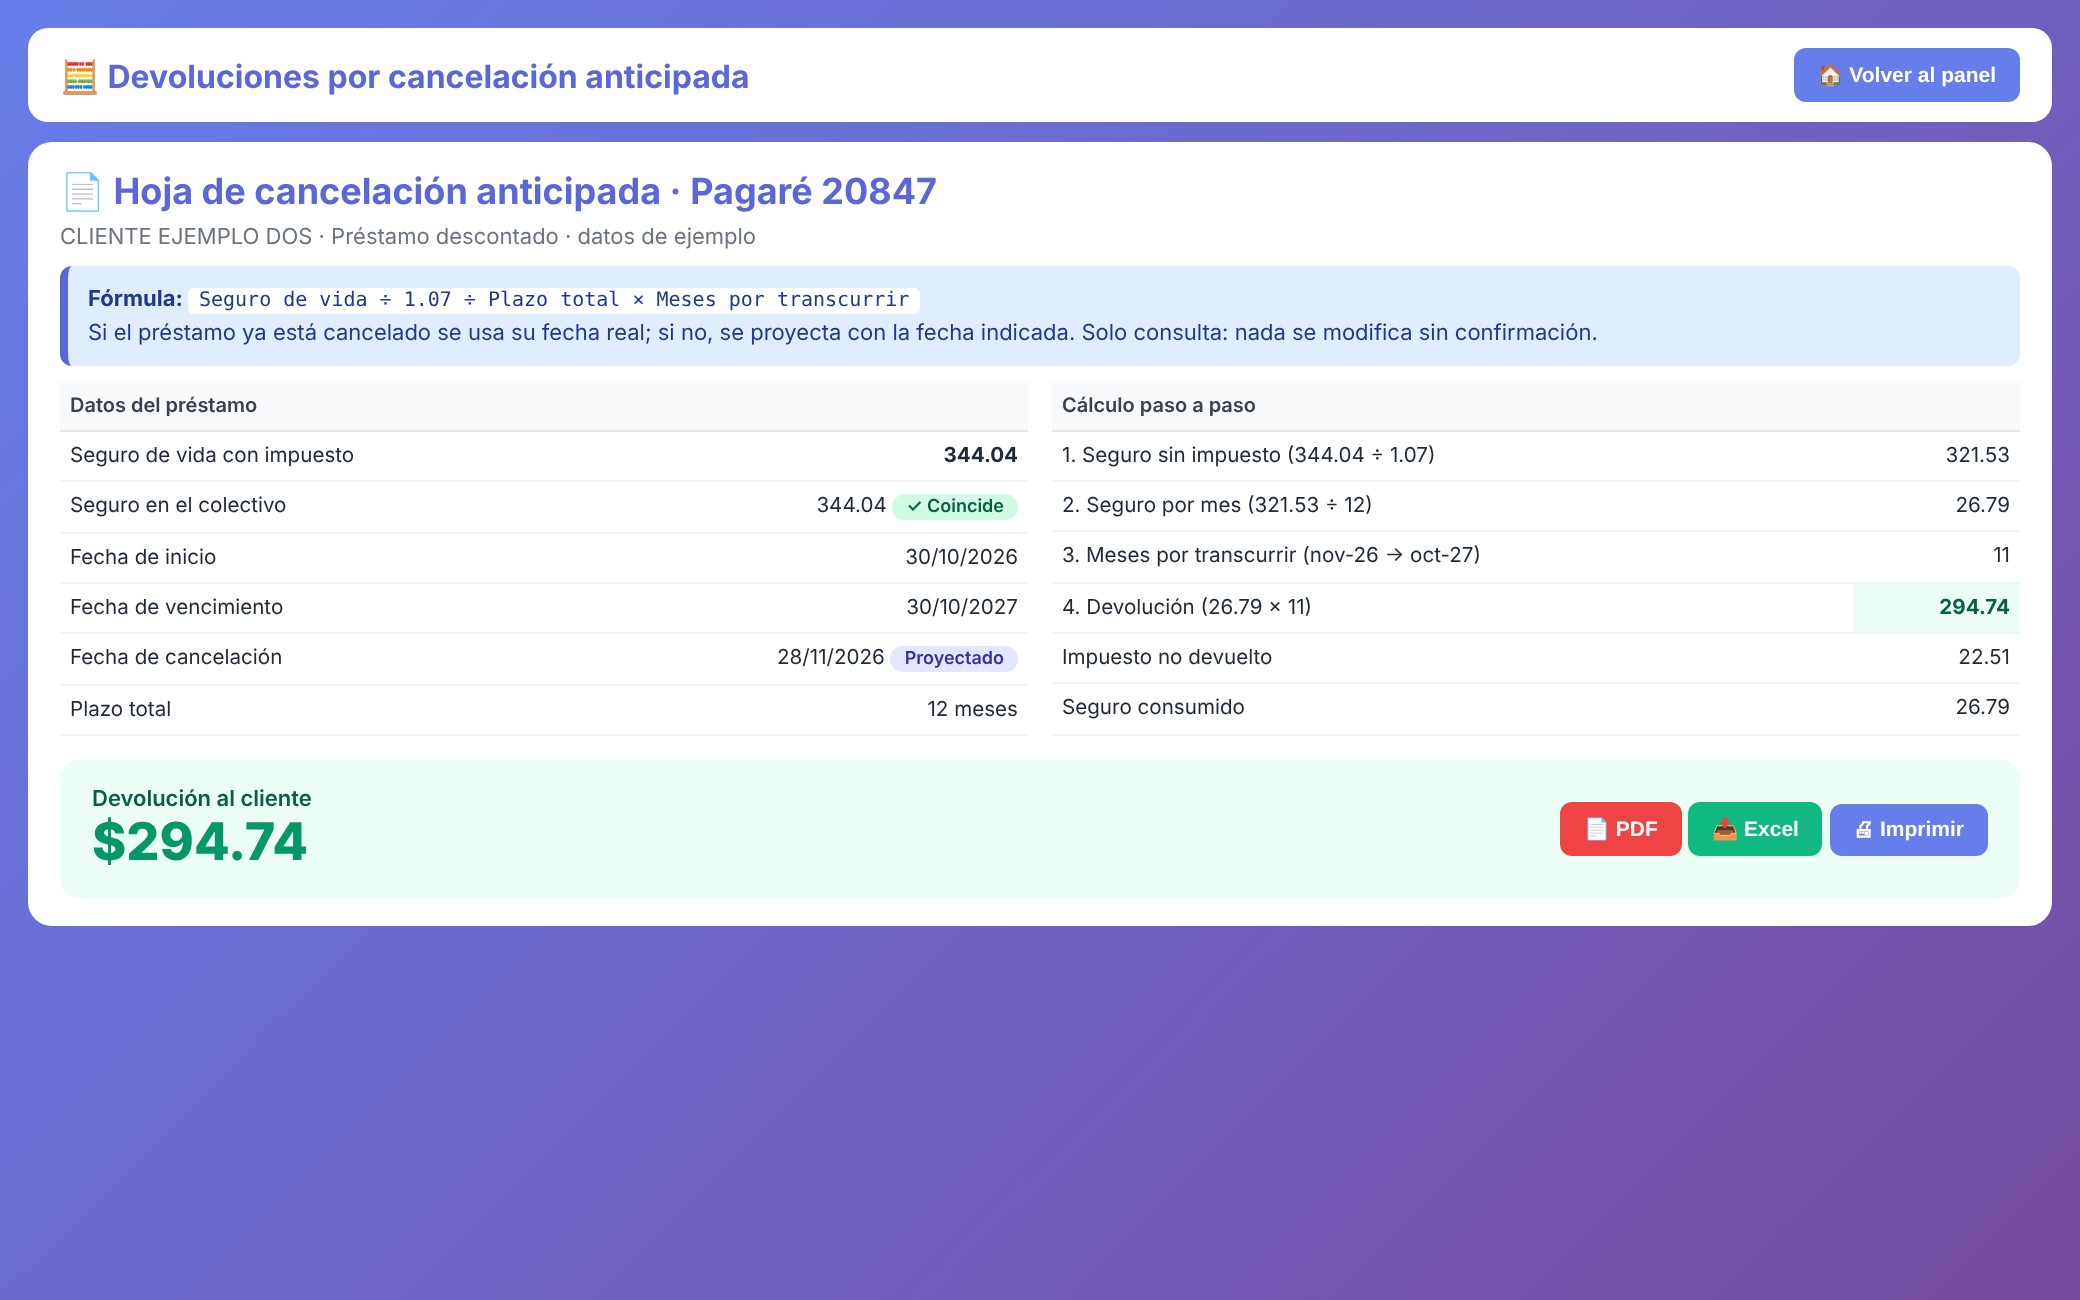 Devoluciones por cancelación anticipada
Volver al panel
Hoja de cancelación anticipada · Pagaré 20847
CLIENTE EJEMPLO DOS · Préstamo descontado · datos de ejemplo
Fórmula: Seguro de vida ÷ 1.07 ÷ Plazo total × Meses por transcurrir
Si el préstamo ya está cancelado se usa su fecha real; si no, se proyecta con la fecha indicada. Solo consulta: nada se modifica sin confirmación.
Datos del préstamo
Seguro de vida con impuesto 344.04
Seguro en el colectivo 344.04 ✓ Coincide
Fecha de inicio 30/10/2026
Fecha de vencimiento 30/10/2027
Fecha de cancelación 28/11/2026 Proyectado
Plazo total 12 meses
Cálculo paso a paso
1. Seguro sin impuesto (344.04 ÷ 1.07) 321.53
2. Seguro por mes (321.53 ÷ 12) 26.79
3. Meses por transcurrir (nov-26 → oct-27) 11
4. Devolución (26.79 × 11) 294.74
Impuesto no devuelto 22.51
Seguro consumido 26.79
Devolución al cliente
$294.74
PDF
Excel
Imprimir